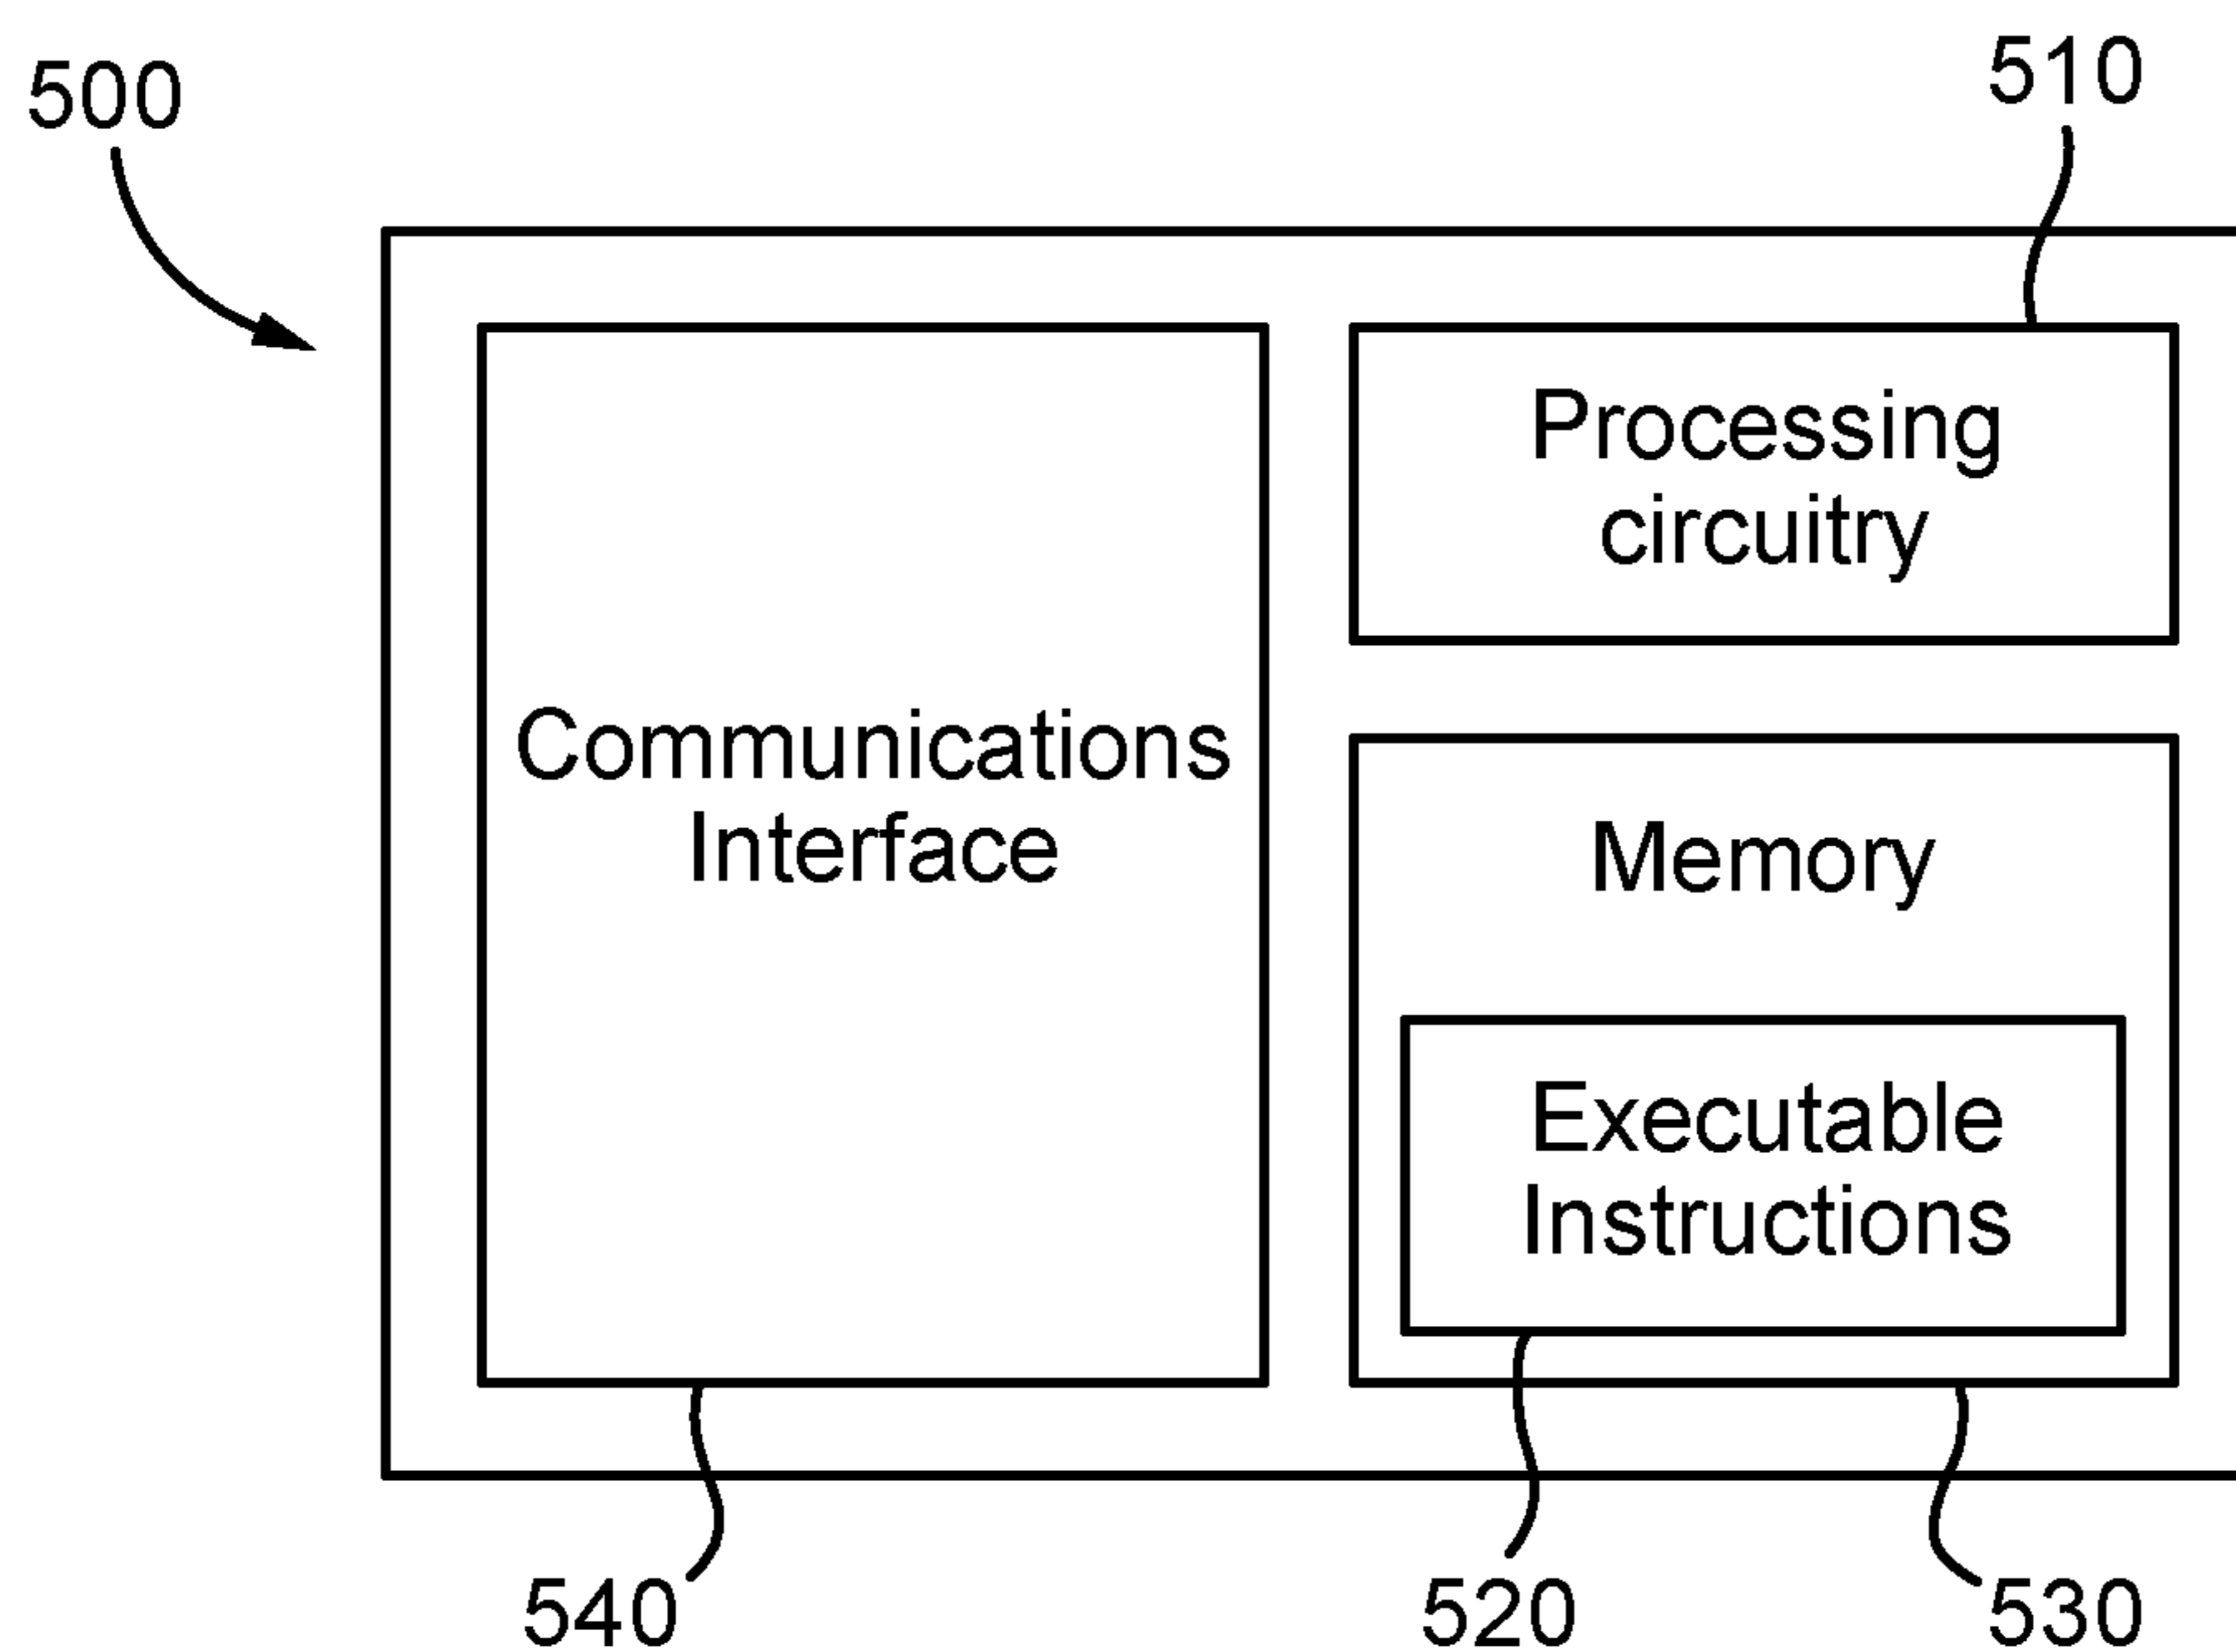 500
510
Processing
circuitry
Communications
Interface
Memory
Executable
Instructions
540
520
530